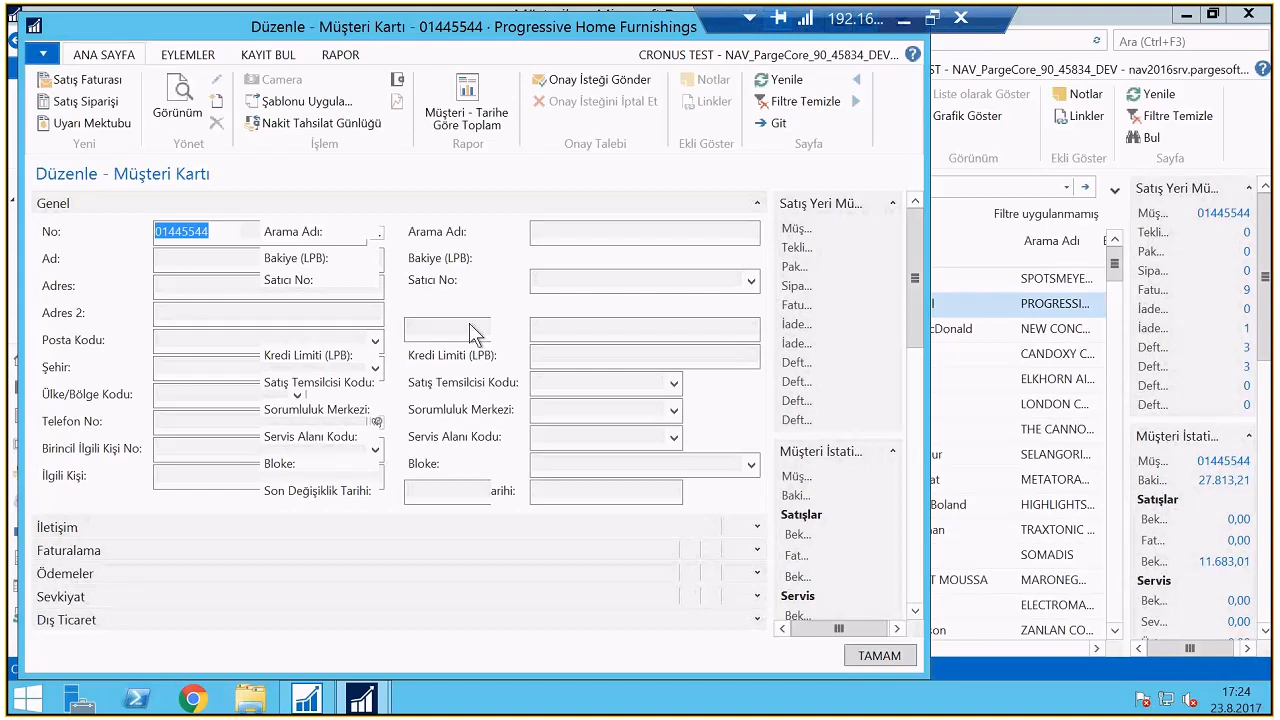 Düzenle - Müşteri Kartı - 01445544 · Progressive Home Furnishings
192.16...
ANA SAYFA
EYLEMLER
KAYIT BUL
RAPOR
CRONUS TEST - NAV_PargeCore_90_45834_DEV...
Ara (Ctrl+F3)
ST - NAV_PargeCore_90_45834_DEV - nav2016srv.pargesoft...
Satış Faturası
Satış Siparişi
Uyarı Mektubu
Yeni
Görünüm
Yönet
Camera
Şablonu Uygula...
Nakit Tahsilat Günlüğü
İşlem
Müşteri - Tarihe
Göre Toplam
Rapor
Onay İsteği Gönder
Onay İsteğini İptal Et
Onay Talebi
Notlar
Linkler
Ekli Göster
Yenile
Filtre Temizle
Git
Sayfa
Liste olarak Göster
Grafik Göster
Görünüm
Notlar
Linkler
Ekli Göster
Yenile
Filtre Temizle
Bul
Sayfa
Düzenle - Müşteri Kartı
Genel
No:
01445544
Ad:
Adres:
Adres 2:
Posta Kodu:
Şehir:
Ülke/Bölge Kodu:
Telefon No:
Birincil İlgili Kişi No:
İlgili Kişi:
Arama Adı:
Bakiye (LPB):
Satıcı No:
Kredi Limiti (LPB):
Satış Temsilcisi Kodu:
Sorumluluk Merkezi:
Servis Alanı Kodu:
Bloke:
Son Değişiklik Tarihi:
Arama Adı:
Bakiye (LPB):
Satıcı No:
Kredi Limiti (LPB):
Satış Temsilcisi Kodu:
Sorumluluk Merkezi:
Servis Alanı Kodu:
Bloke:
arihi:
İletişim
Faturalama
Ödemeler
Sevkiyat
Dış Ticaret
Satış Yeri Mü...
Müş...
Tekli...
Pak...
Sipa...
Fatu...
İade...
İade...
Deft...
Deft...
Deft...
Deft...
Müşteri İstati...
Müş...
Baki...
Satışlar
Bek...
Fat...
Bek...
Servis
Bek...
TAMAM
Filtre uygulanmamış
Arama Adı
SPOTSMEYE...
PROGRESSI...
cDonald NEW CONC...
CANDOXY C...
ELKHORN AI...
LONDON C...
THE CANNO...
ur SELANGORI...
METATORA...
Boland HIGHLIGHTS...
an TRAXTONIC ...
SOMADIS
T MOUSSA MARONEG...
ELECTROMA...
son ZANLAN CO...
Satış Yeri Mü...
Müş... 01445544
Tekli... 0
Pak... 0
Sipa... 0
Fatu... 9
İade... 0
İade... 1
Deft... 3
Deft... 3
Deft... 0
Deft... 0
Müşteri İstati...
Müş... 01445544
Baki... 27.813,21
Satışlar
Bek... 0,00
Fat... 0,00
Bek... 11.683,01
Servis
Bek... 0,00
Sev... 0,00
17:24
23.8.2017